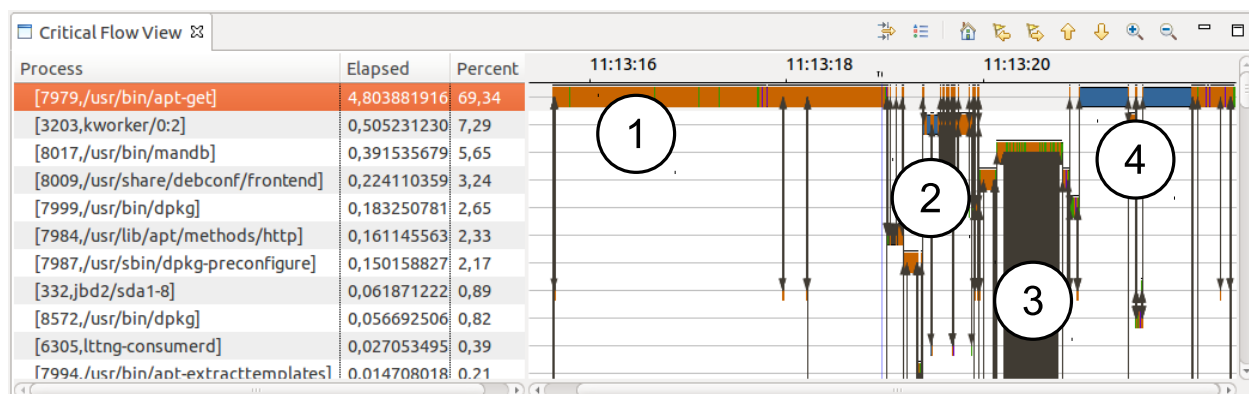 Critical Flow View
Process Elapsed Percent
[7979,/usr/bin/apt-get] 4,803881916 69,34
[3203,kworker/0:2] 0,505231230 7,29
[8017,/usr/bin/mandb] 0,391535679 5,65
[8009,/usr/share/debconf/frontend] 0,224110359 3,24
[7999,/usr/bin/dpkg] 0,183250781 2,65
[7984,/usr/lib/apt/methods/http] 0,161145563 2,33
[7987,/usr/sbin/dpkg-preconfigure] 0,150158827 2,17
[332,jbd2/sda1-8] 0,061871222 0,89
[8572,/usr/bin/dpkg] 0,056692506 0,82
[6305,lttng-consumerd] 0,027053495 0,39
[7994,/usr/bin/apt-extracttemplates] 0,014708018 0,21
11:13:16 11:13:18 11:13:20
1
2
3
4